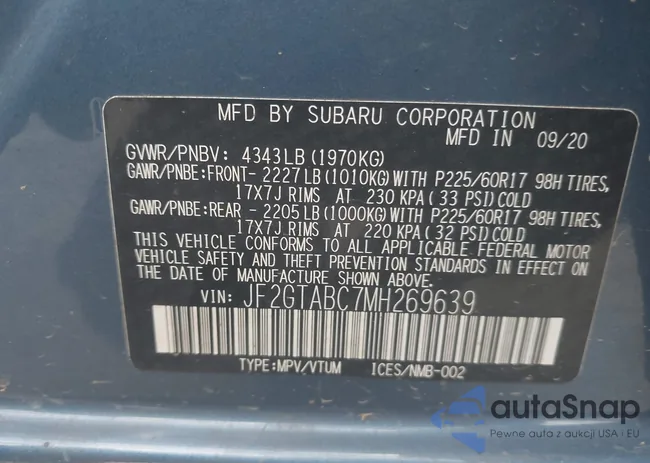 MFD BY SUBARU CORPORATION
MFD IN 09/20
GVWR/PNBV: 4343LB (1970KG)
GAWR/PNBE:FRONT- 2227LB (1010KG) WITH P225/60R17 98H TIRES,
17X7J RIMS AT 230 KPA ( 33 PSI) COLD
GAWR/PNBE:REAR - 2205LB (1000KG) WITH P225/60R17 98H TIRES,
17X7J RIMS AT 220 KPA ( 32 PSI) COLD
THIS VEHICLE CONFORMS TO ALL APPLICABLE FEDERAL MOTOR
VEHICLE SAFETY AND THEFT PREVENTION STANDARDS IN EFFECT ON
THE DATE OF MANUFACTURE SHOWN ABOVE.
VIN: JF2GTABC7MH269639
TYPE:MPV/VTUM ICES/NMB-002
autaSnap
Pewne auta z aukcji USA i EU